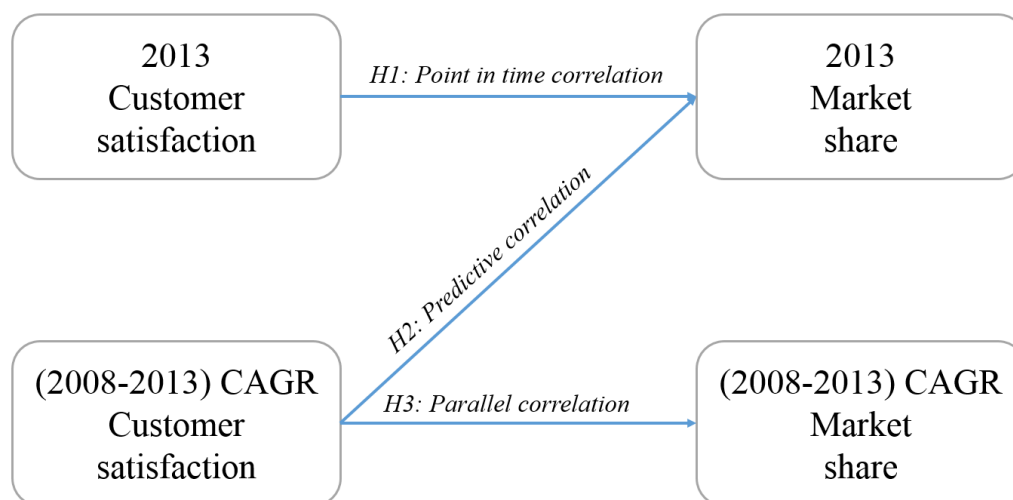 2013
Customer
satisfaction
H1: Point in time correlation
2013
Market
share
H2: Predictive correlation
(2008-2013) CAGR
Customer
satisfaction
H3: Parallel correlation
(2008-2013) CAGR
Market
share